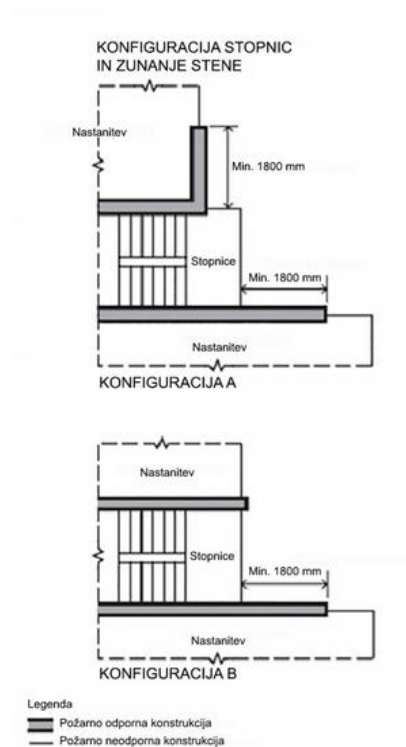 KONFIGURACIJA STOPNIC
IN ZUNANJE STENE
Nastanitev
Min. 1800 mm
Stopnice
Min. 1800 mm
Nastanitev
KONFIGURACIJA A
Nastanitev
Stopnice
Min. 1800 mm
Nastanitev
KONFIGURACIJA B
Legenda
Požarno odporna konstrukcija
Požarno neodporna konstrukcija